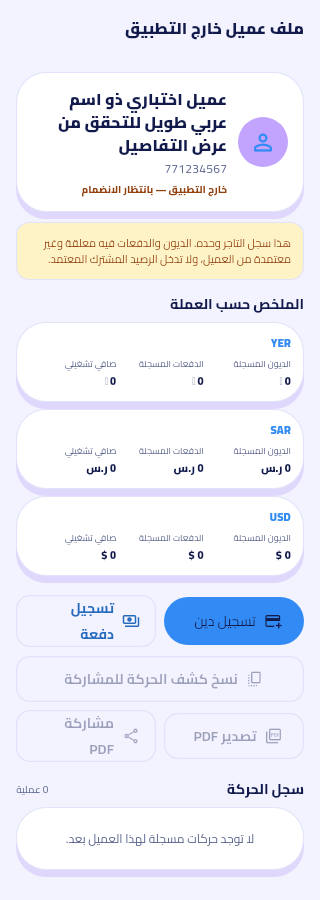 ملف عميل خارج التطبيق
عميل اختباري ذو اسم
عربي طويل للتحقق من
عرض التفاصيل
771234567
خارج التطبيق — بانتظار الانضمام
هذا سجل التاجر وحده. الديون والدفعات فيه معلقة وغير
معتمدة من العميل، ولا تدخل الرصيد المشترك المعتمد.
الملخص حسب العملة
YER
الديون المسجلة الدفعات المسجلة صافي تشغيلي
0 0 0
SAR
الديون المسجلة الدفعات المسجلة صافي تشغيلي
0 ر.س 0 ر.س 0 ر.س
USD
الديون المسجلة الدفعات المسجلة صافي تشغيلي
0 $ 0 $ 0 $
تسجيل دين
تسجيل
دفعة
نسخ كشف الحركة للمشاركة
تصدير PDF
مشاركة
PDF
سجل الحركة
0 عملية
لا توجد حركات مسجلة لهذا العميل بعد.